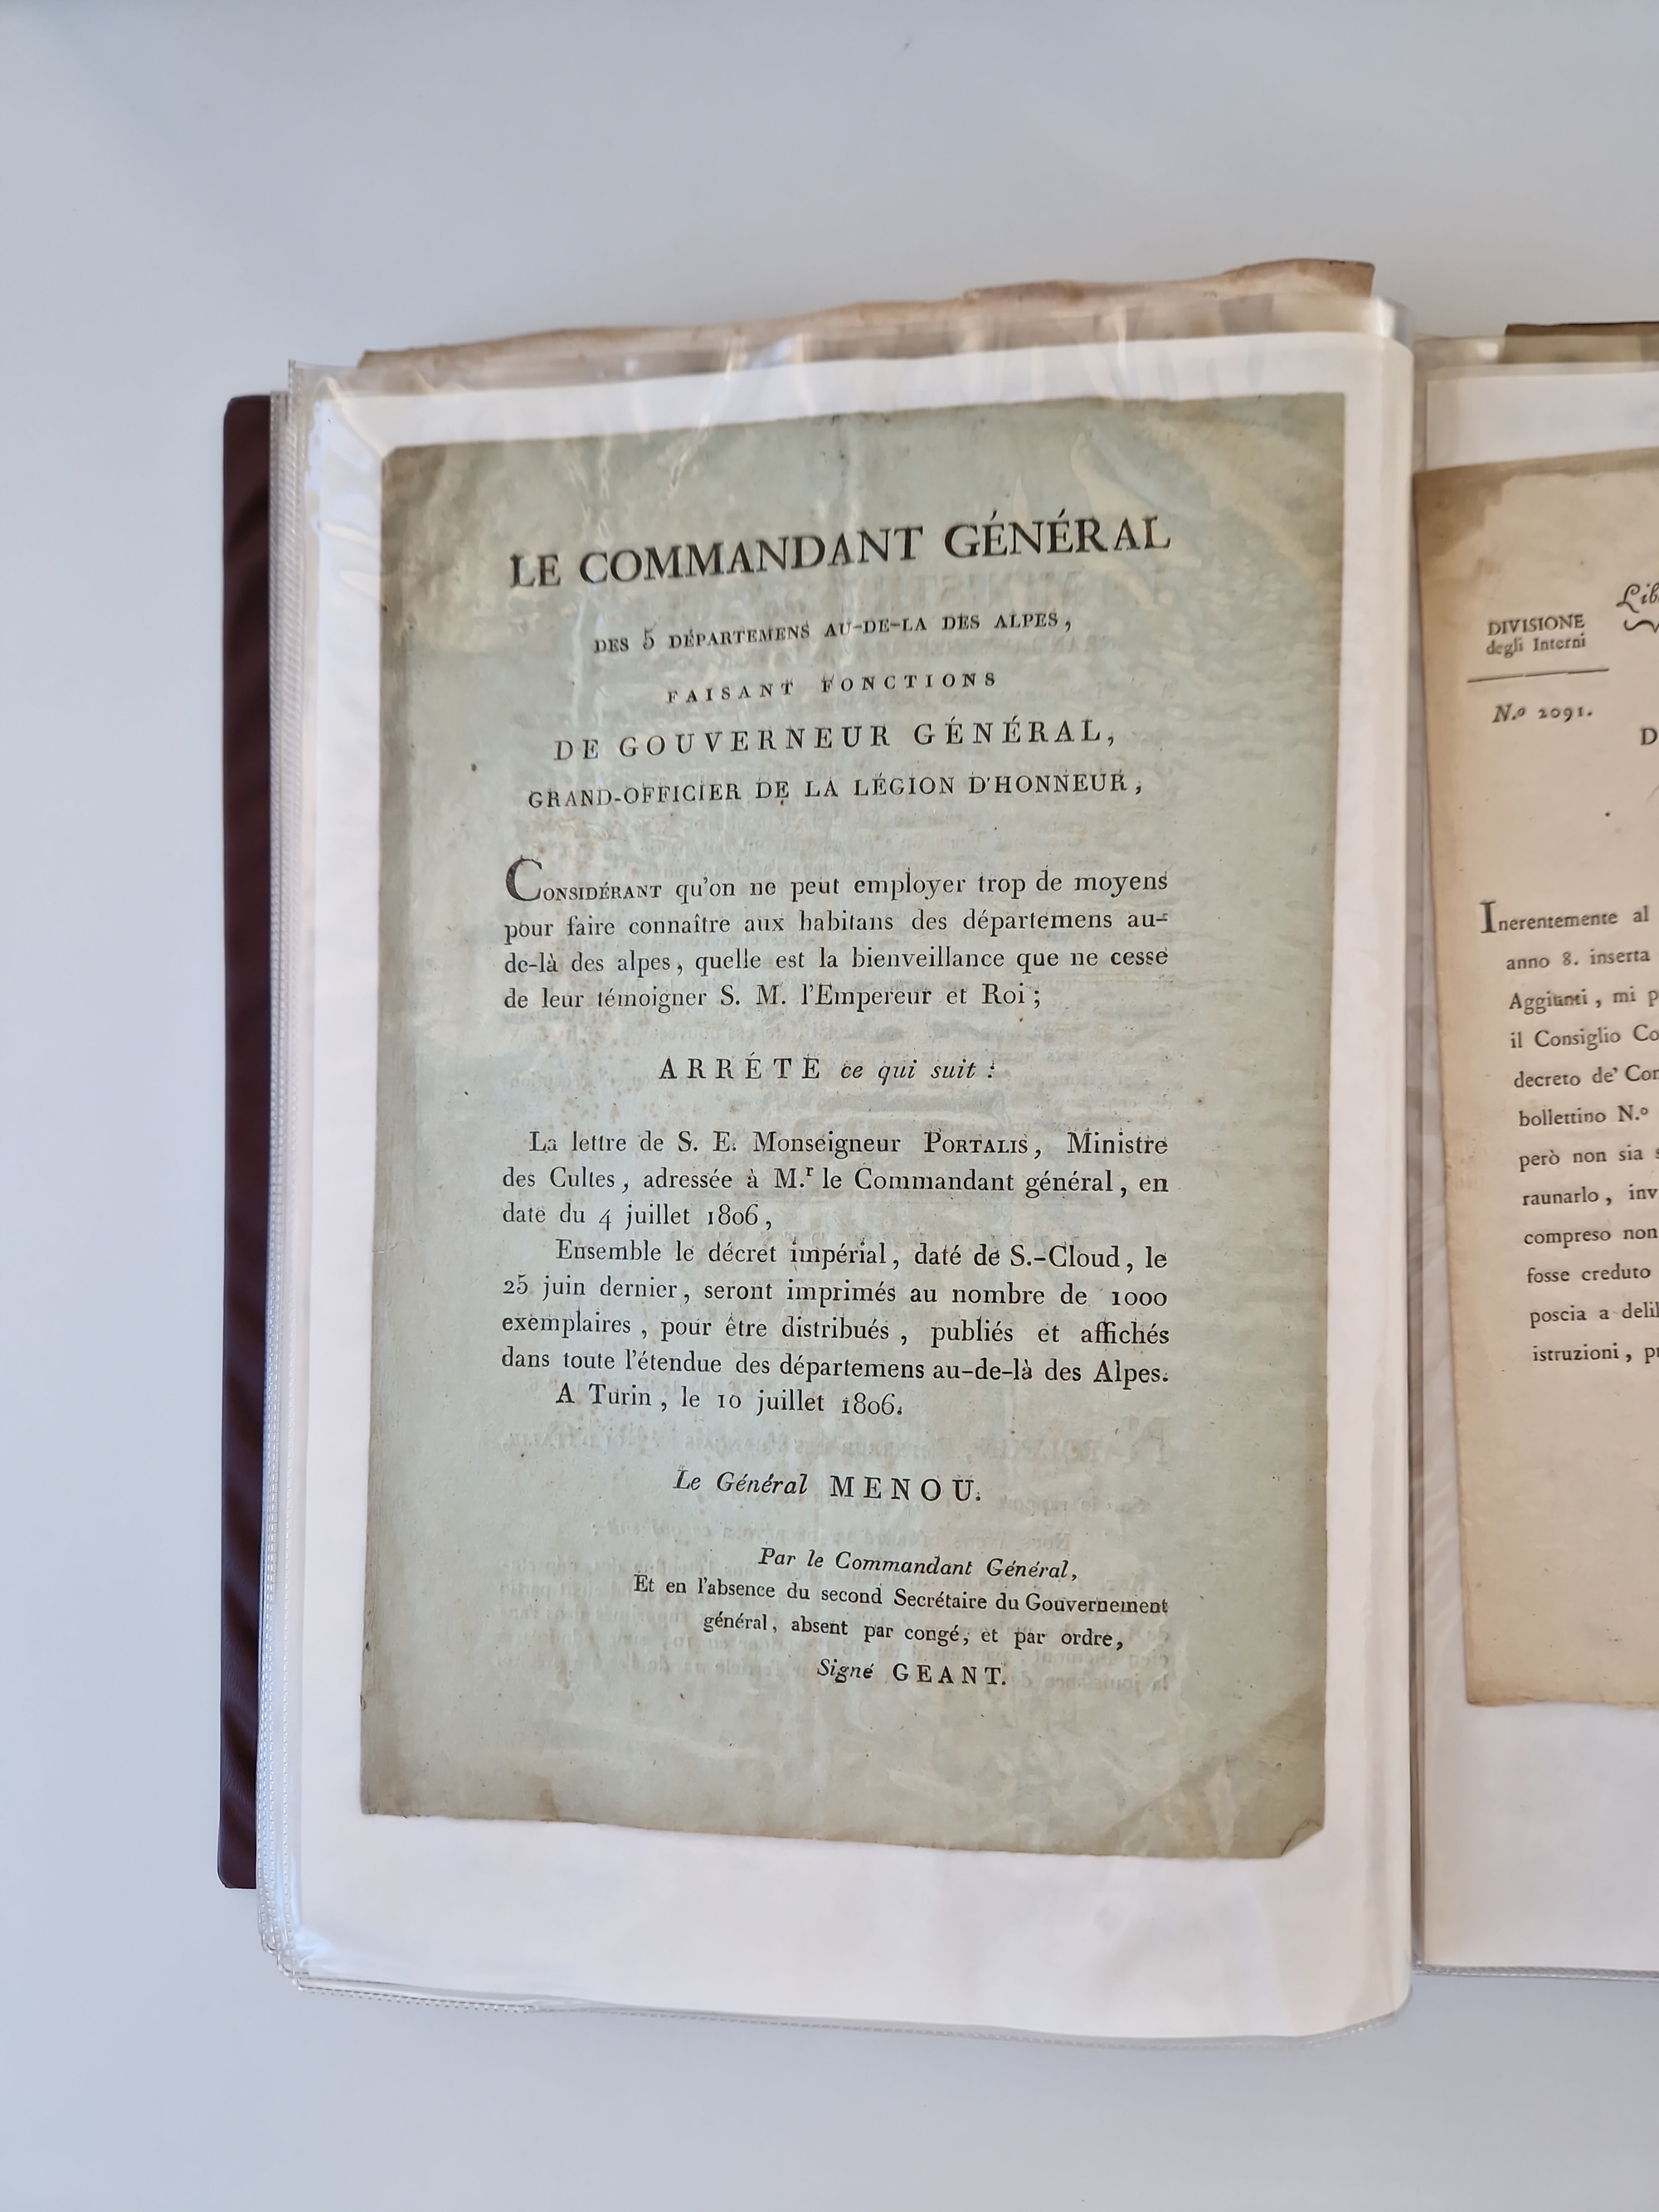 LE COMMANDANT GÉNÉRAL
DES 5 DÉPARTEMENS AU-DE-LA DES ALPES,
FAISANT FONCTIONS
DE GOUVERNEUR GÉNÉRAL,
GRAND-OFFICIER DE LA LÉGION D'HONNEUR,
CONSIDÉRANT qu'on ne peut employer trop de moyens
pour faire connaître aux habitans des départemens au-
de-là des alpes, quelle est la bienveillance que ne cesse
de leur témoigner S. M. l'Empereur et Roi;
ARRÉTE ce qui suit:
La lettre de S. E. Monseigneur PORTALIS, Ministre
des Cultes, adressée à M.r le Commandant général, en
date du 4 juillet 1806,
Ensemble le décret impérial, daté de S.-Cloud, le
25 juin dernier, seront imprimés au nombre de 1000
exemplaires, pour être distribués, publiés et affichés
dans toute l'étendue des départemens au-de-là des Alpes.
A Turin, le 10 juillet 1806.
Le Général MENOU.
Par le Commandant Général,
Et en l'absence du second Secrétaire du Gouvernement
général, absent par congé, et par ordre,
Signé GEANT.
DIVISIONE
degli Interni
N.º 2091.
Inerentemente al
anno 8. inserta
Aggiunti, mi
il Consiglio
decreto de'
bollettino N.º
però non sia
raunarlo,
compreso non
fosse creduto
poscia a
istruzioni,